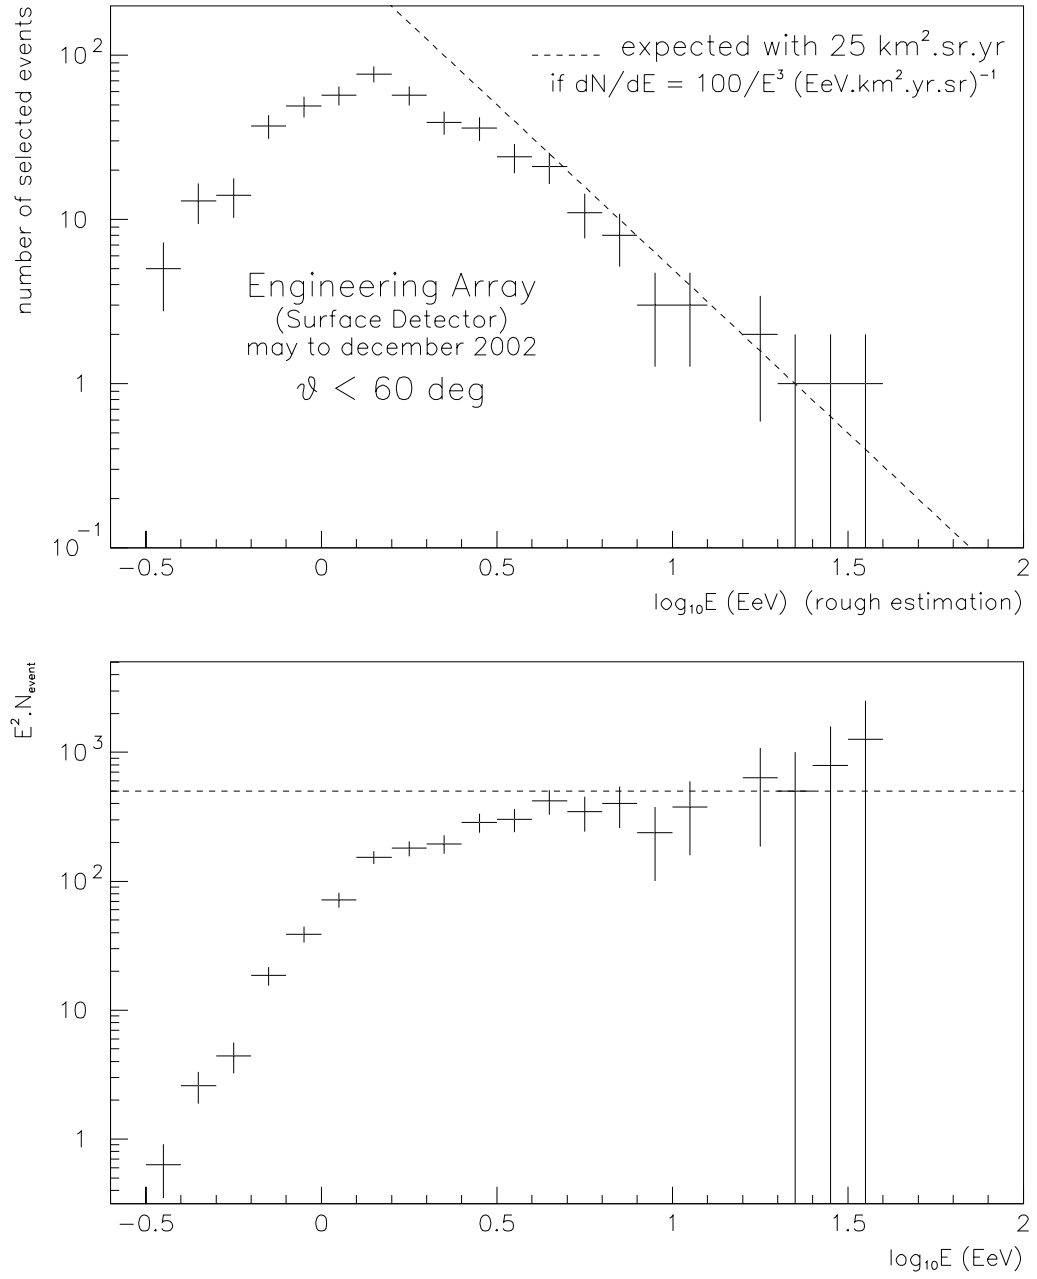 number of selected events
10²
10
1
10⁻¹
expected with 25 km².sr.yr
if dN/dE = 100/E³ (EeV.km².yr.sr)⁻¹
Engineering Array
(Surface Detector)
may to december 2002
ϑ < 60 deg
−0.5 0 0.5 1 1.5 2
log₁₀E (EeV) (rough estimation)
E².Nₑᵥₑₙₜ
10³
10²
10
1
−0.5 0 0.5 1 1.5 2
log₁₀E (EeV)